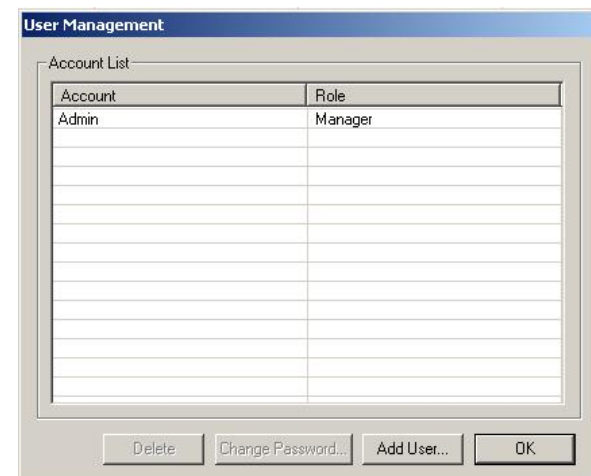 User Management
Account List
Account Role
Admin Manager
Delete Change Password... Add User... OK